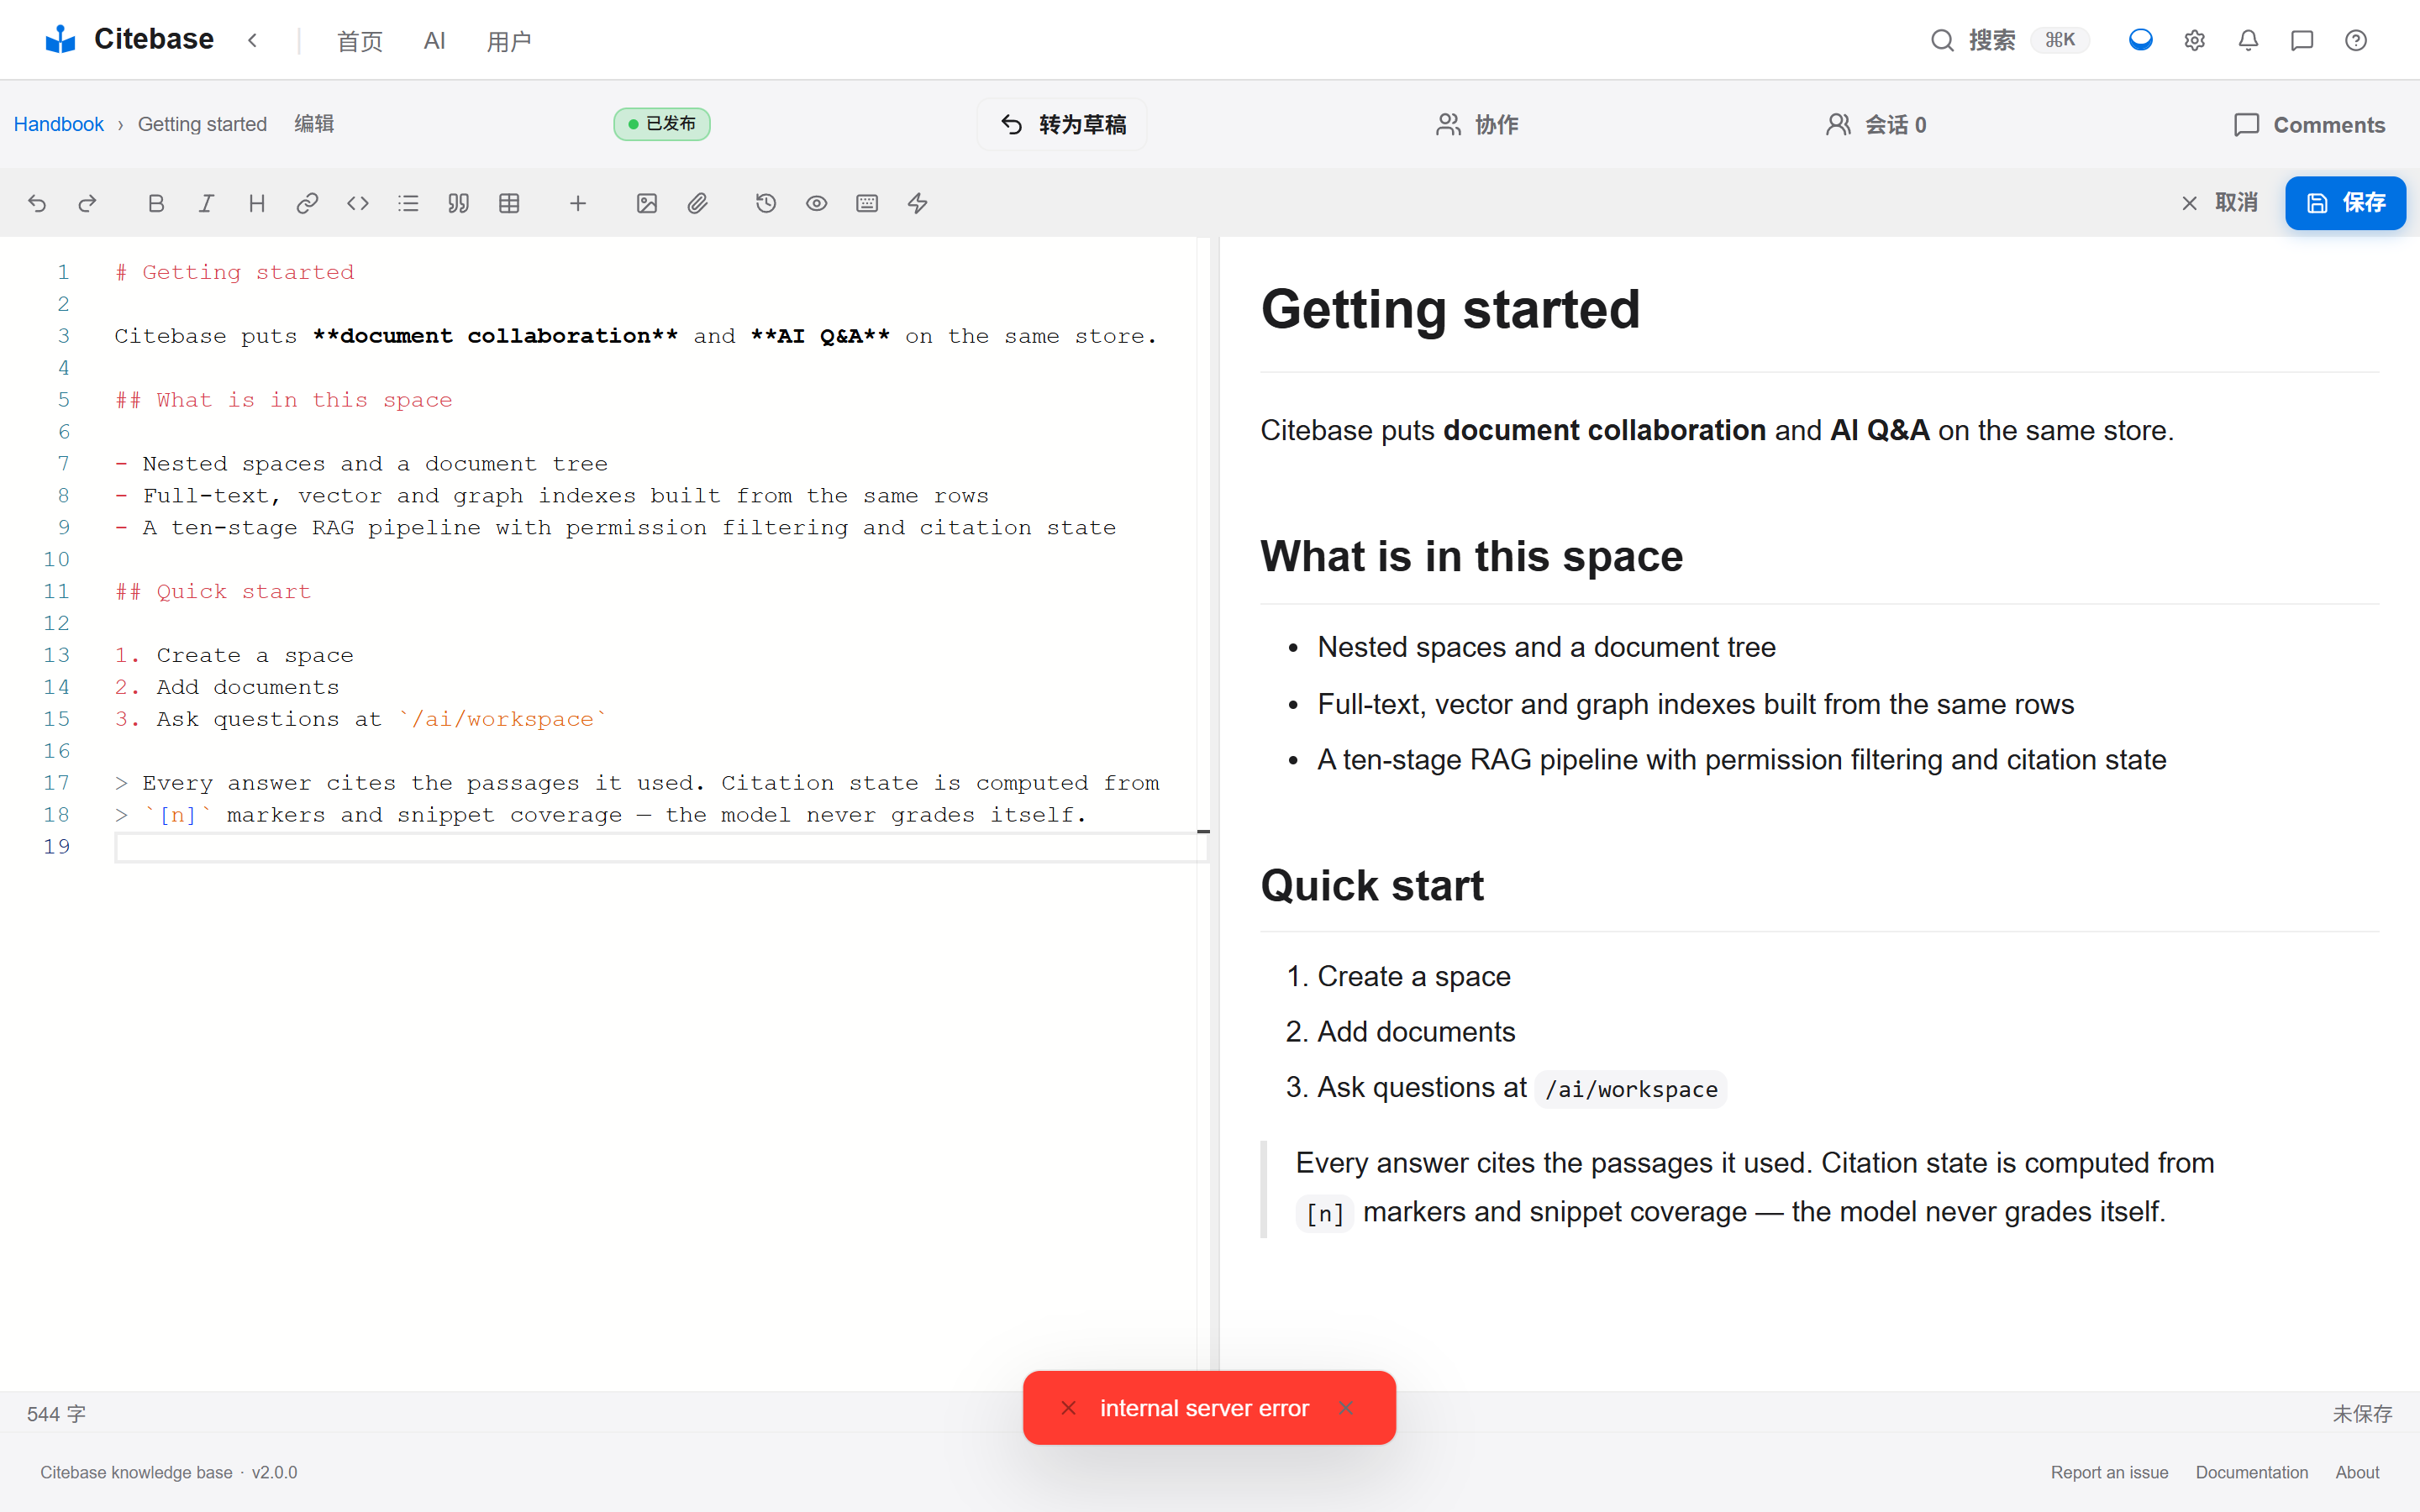 Citebase
首页
AI
用户
搜索
⌘K
Handbook › Getting started 编辑
已发布
转为草稿
协作
会话 0
Comments
取消
保存
1 # Getting started
2
3 Citebase puts **document collaboration** and **AI Q&A** on the same store.
4
5 ## What is in this space
6
7 - Nested spaces and a document tree
8 - Full-text, vector and graph indexes built from the same rows
9 - A ten-stage RAG pipeline with permission filtering and citation state
10
11 ## Quick start
12
13 1. Create a space
14 2. Add documents
15 3. Ask questions at `/ai/workspace`
16
17 > Every answer cites the passages it used. Citation state is computed from
18 > `[n]` markers and snippet coverage — the model never grades itself.
19
Getting started
Citebase puts document collaboration and AI Q&A on the same store.
What is in this space
• Nested spaces and a document tree
• Full-text, vector and graph indexes built from the same rows
• A ten-stage RAG pipeline with permission filtering and citation state
Quick start
1. Create a space
2. Add documents
3. Ask questions at /ai/workspace
Every answer cites the passages it used. Citation state is computed from
[n] markers and snippet coverage — the model never grades itself.
internal server error
544 字
未保存
Citebase knowledge base · v2.0.0
Report an issue
Documentation
About